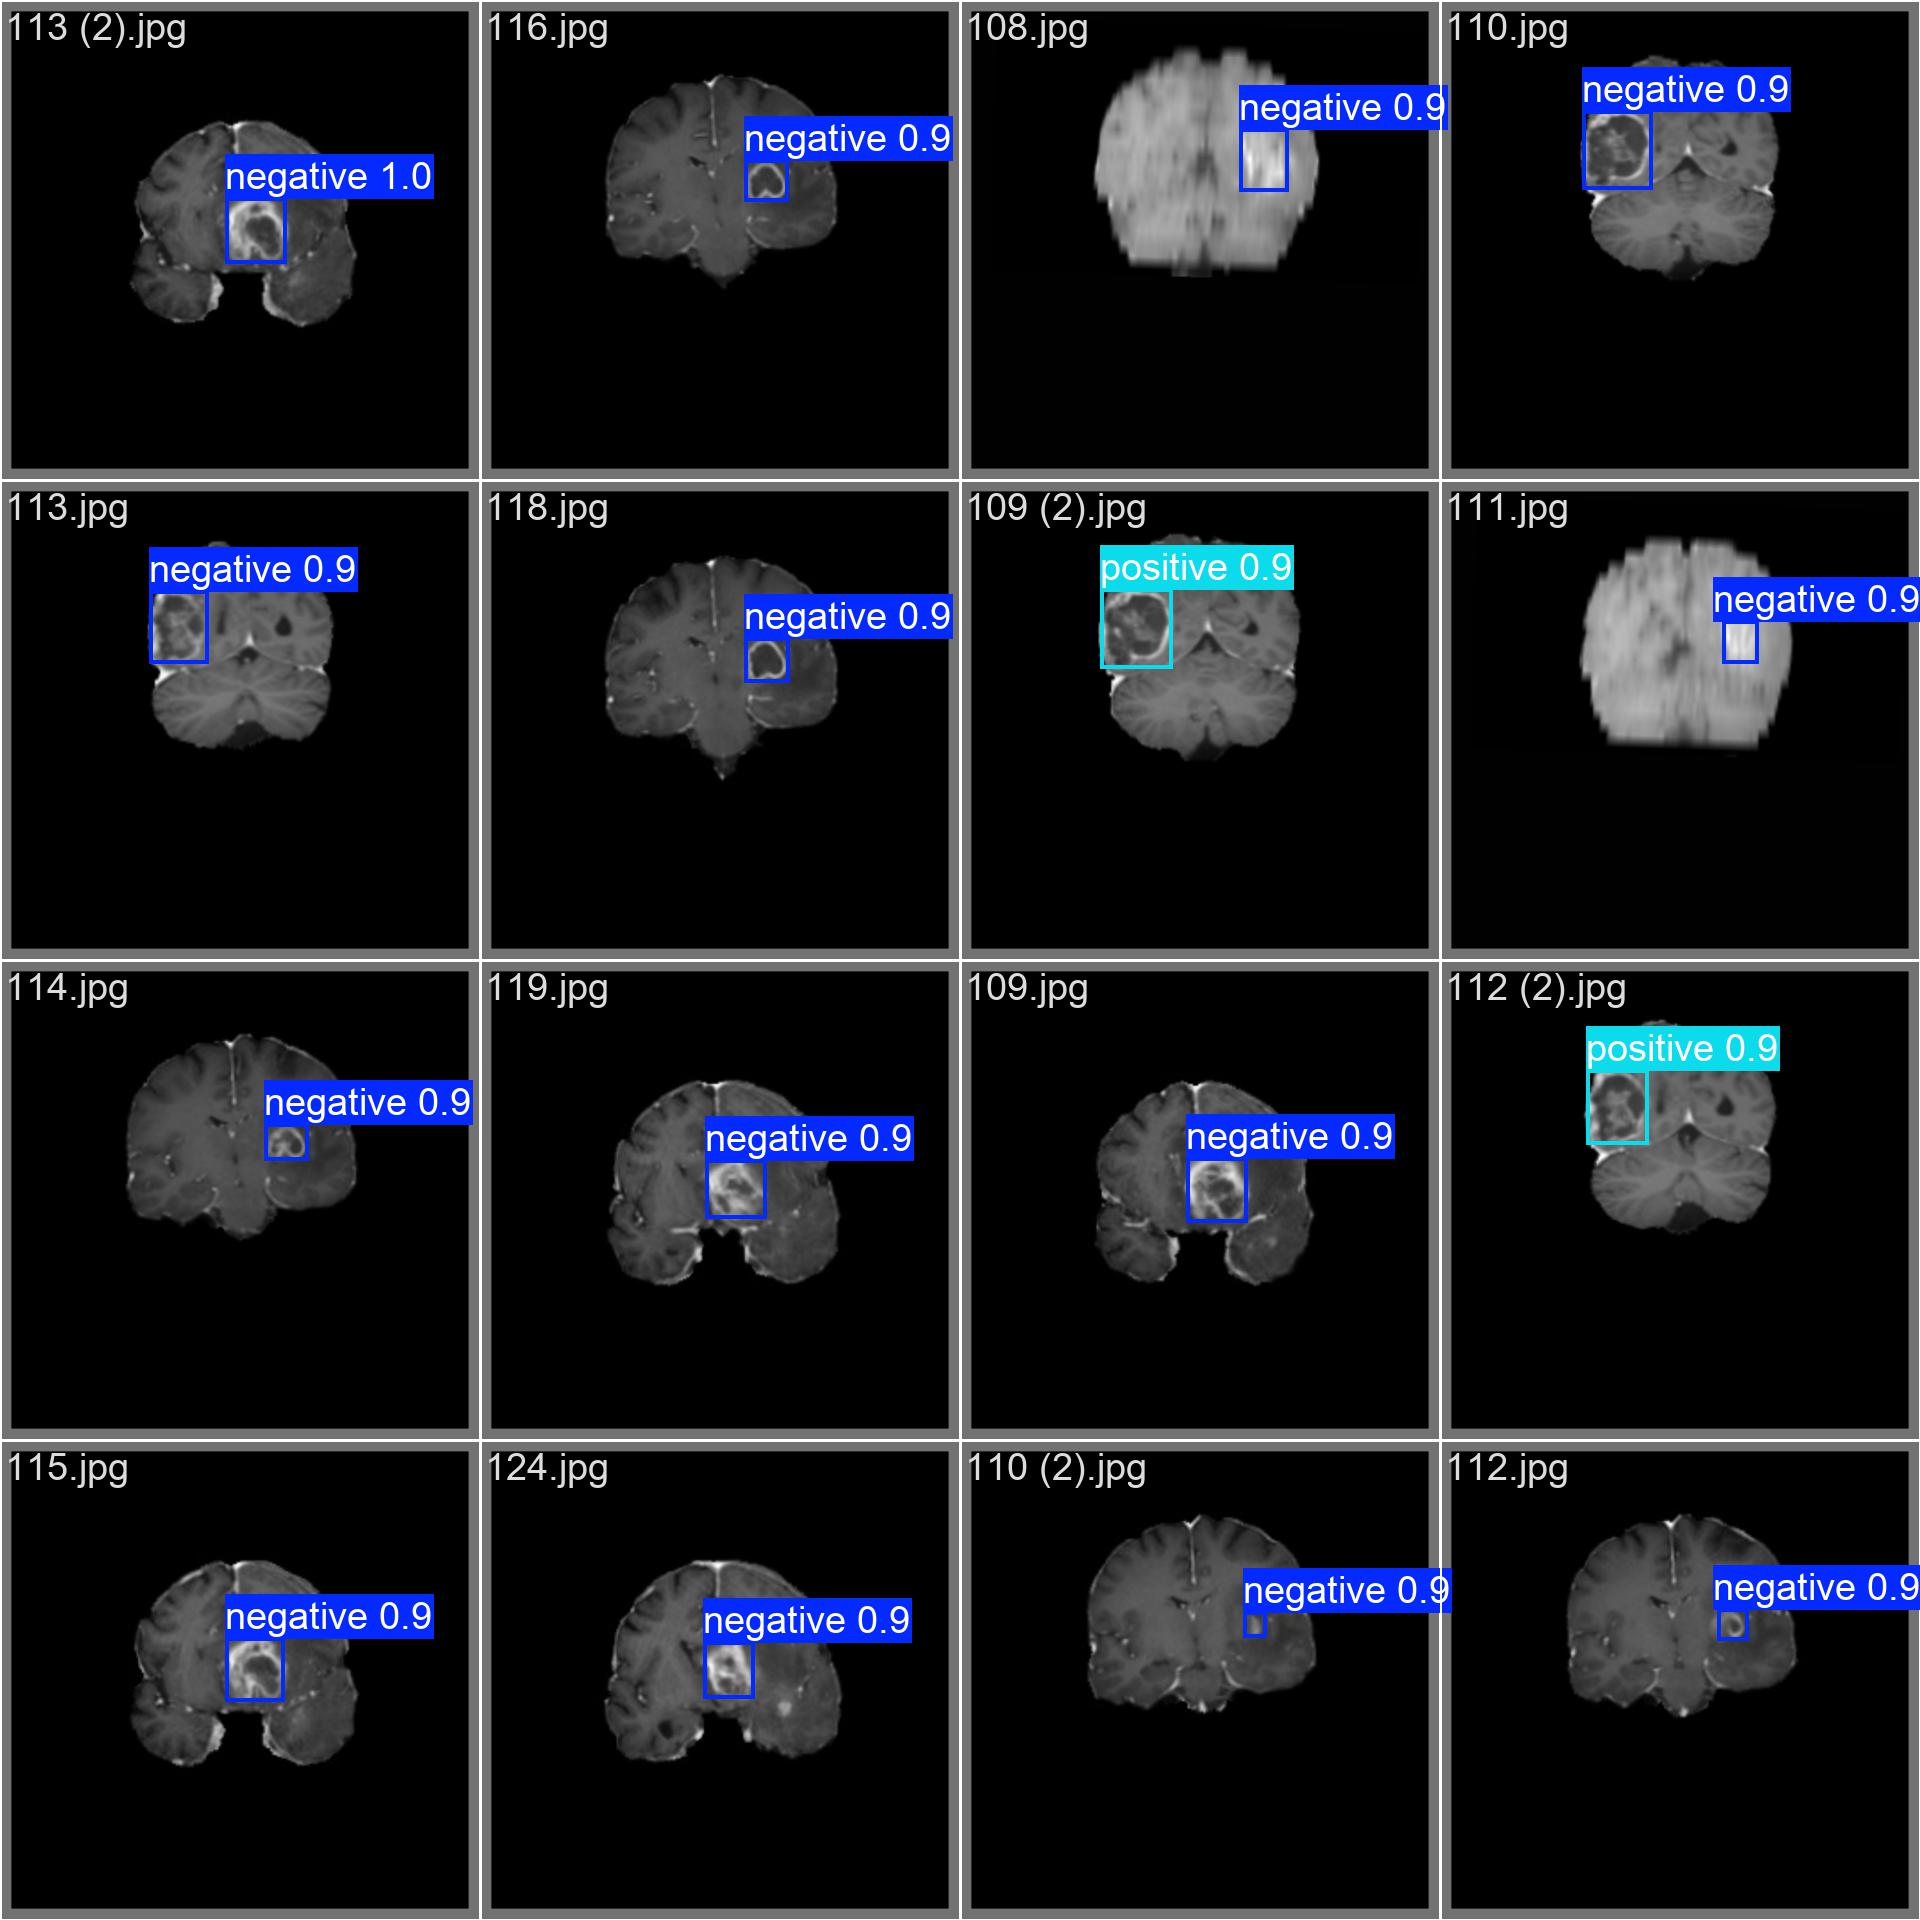 113 (2).jpg
negative 1.0
116.jpg
negative 0.9
108.jpg
negative 0.9
110.jpg
negative 0.9
113.jpg
negative 0.9
118.jpg
negative 0.9
109 (2).jpg
positive 0.9
111.jpg
negative 0.9
114.jpg
negative 0.9
119.jpg
negative 0.9
109.jpg
negative 0.9
112 (2).jpg
positive 0.9
115.jpg
negative 0.9
124.jpg
negative 0.9
110 (2).jpg
negative 0.9
112.jpg
negative 0.9